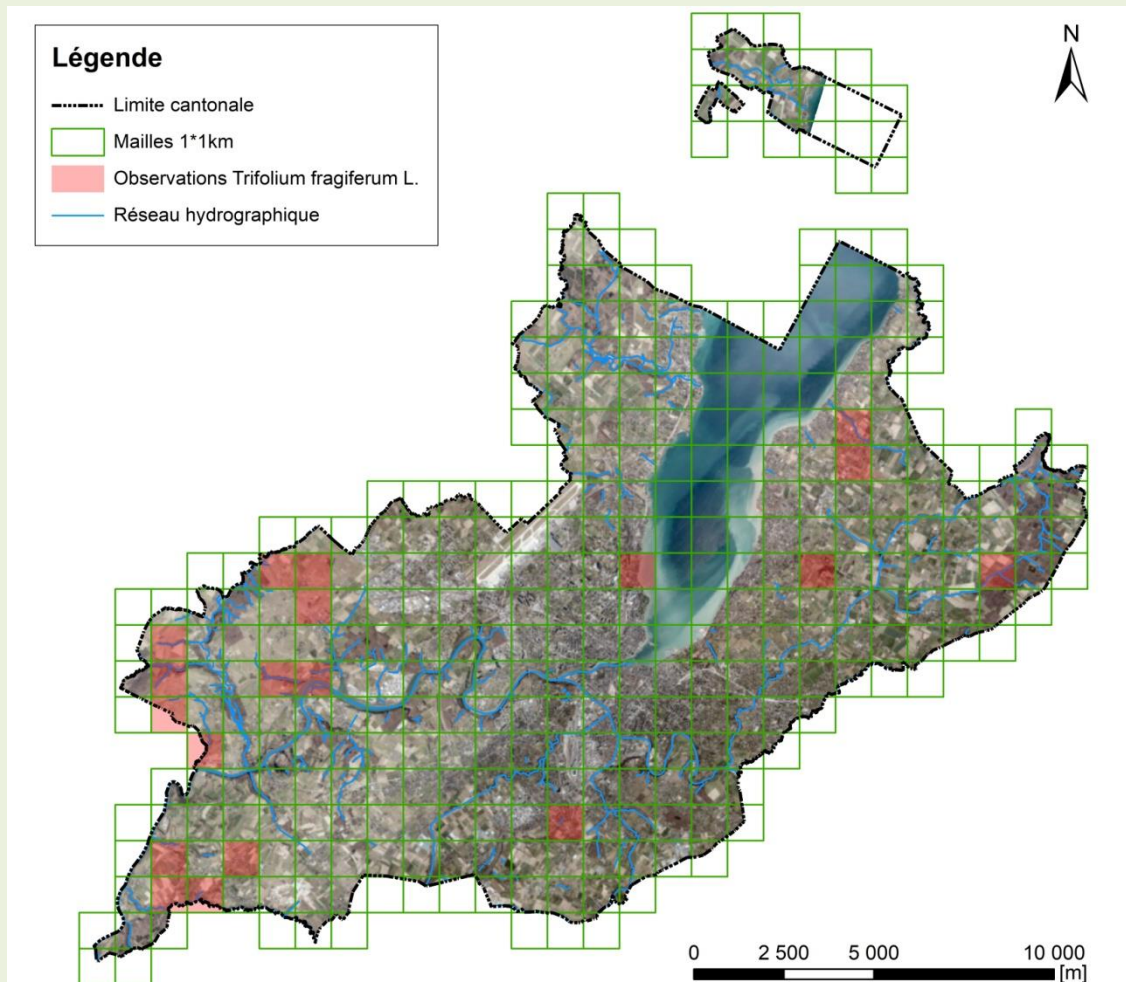 Légende
Limite cantonale
Mailles 1*1km
Observations Trifolium fragiferum L.
Réseau hydrographique
N
0 2 500 5 000 10 000
[m]